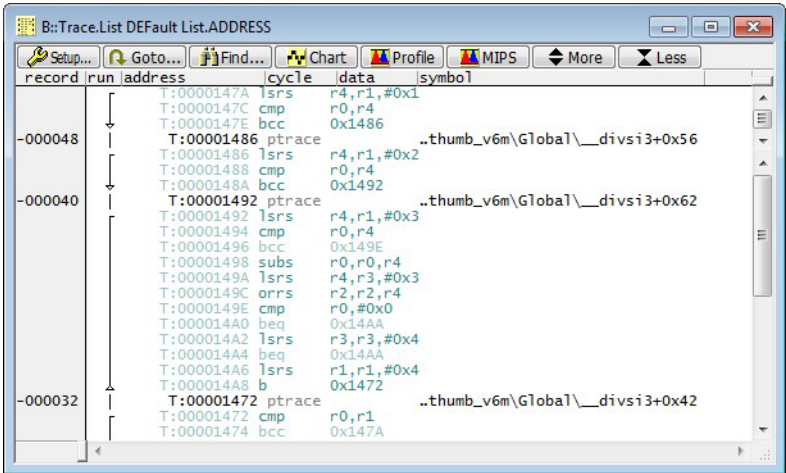 B::Trace.List DEFault List.ADDRESS
Setup... Goto... Find... Chart Profile MIPS More Less
record run address cycle data symbol
T:0000147A lsrs r4,r1,#0x1
T:0000147C cmp r0,r4
T:0000147E bcc 0x1486
-000048 T:00001486 ptrace ..thumb_v6m\Global\__divsi3+0x56
T:00001486 lsrs r4,r1,#0x2
T:00001488 cmp r0,r4
T:0000148A bcc 0x1492
-000040 T:00001492 ptrace ..thumb_v6m\Global\__divsi3+0x62
T:00001492 lsrs r4,r1,#0x3
T:00001494 cmp r0,r4
T:00001496 bcc 0x149E
T:00001498 subs r0,r0,r4
T:0000149A lsrs r4,r3,#0x3
T:0000149C orrs r2,r2,r4
T:0000149E cmp r0,#0x0
T:000014A0 beq 0x14AA
T:000014A2 lsrs r3,r3,#0x4
T:000014A4 beq 0x14AA
T:000014A6 lsrs r1,r1,#0x4
T:000014A8 b 0x1472
-000032 T:00001472 ptrace ..thumb_v6m\Global\__divsi3+0x42
T:00001472 cmp r0,r1
T:00001474 bcc 0x147A